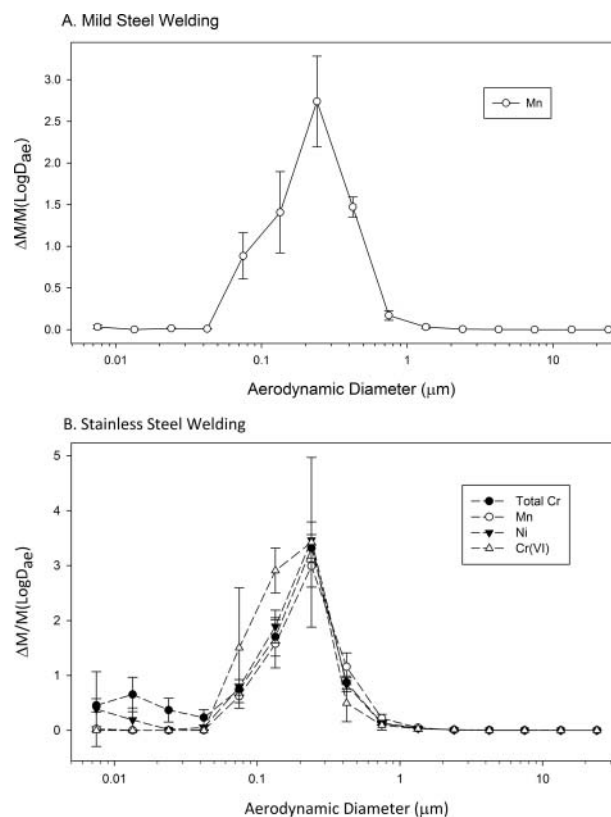 A. Mild Steel Welding
3.0
2.5
2.0
1.5
1.0
0.5
0.0
ΔM/M(LogDae)
Mn
0.01
0.1
1
10
Aerodynamic Diameter (μm)
B. Stainless Steel Welding
5
4
3
2
1
0
ΔM/M(LogDae)
Total Cr
Mn
Ni
Cr(VI)
0.01
0.1
1
10
Aerodynamic Diameter (μm)